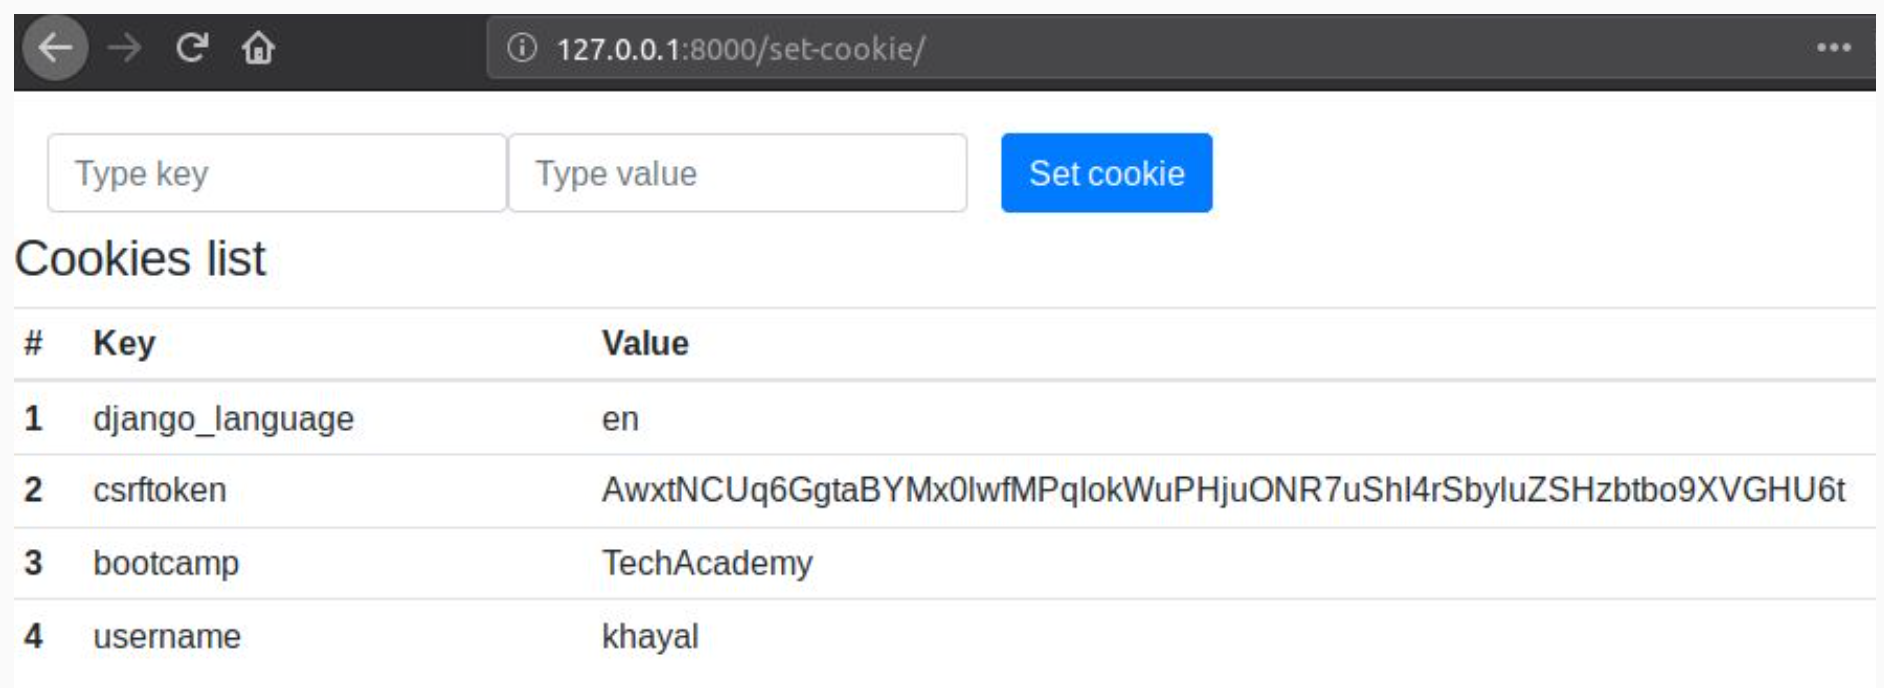 127.0.0.1:8000/set-cookie/
Type key Type value Set cookie
Cookies list
# Key Value
1 django_language en
2 csrftoken AwxtNCUq6GgtaBYMx0lwfMPqlokWuPHjuONR7uShI4rSbyluZSHzbtbo9XVGHU6t
3 bootcamp TechAcademy
4 username khayal